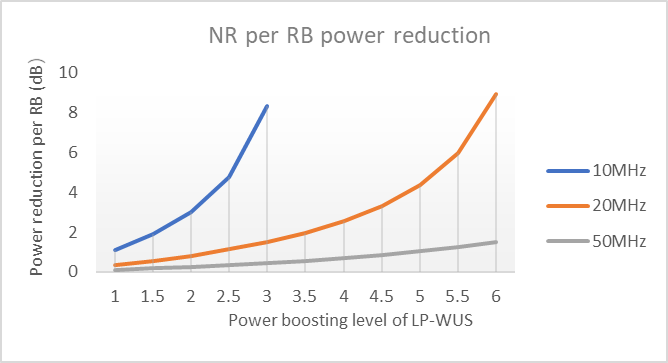 NR per RB power reduction
Power reduction per RB (dB)
10
8
6
4
2
0
1 1.5 2 2.5 3 3.5 4 4.5 5 5.5 6
Power boosting level of LP-WUS
10MHz
20MHz
50MHz